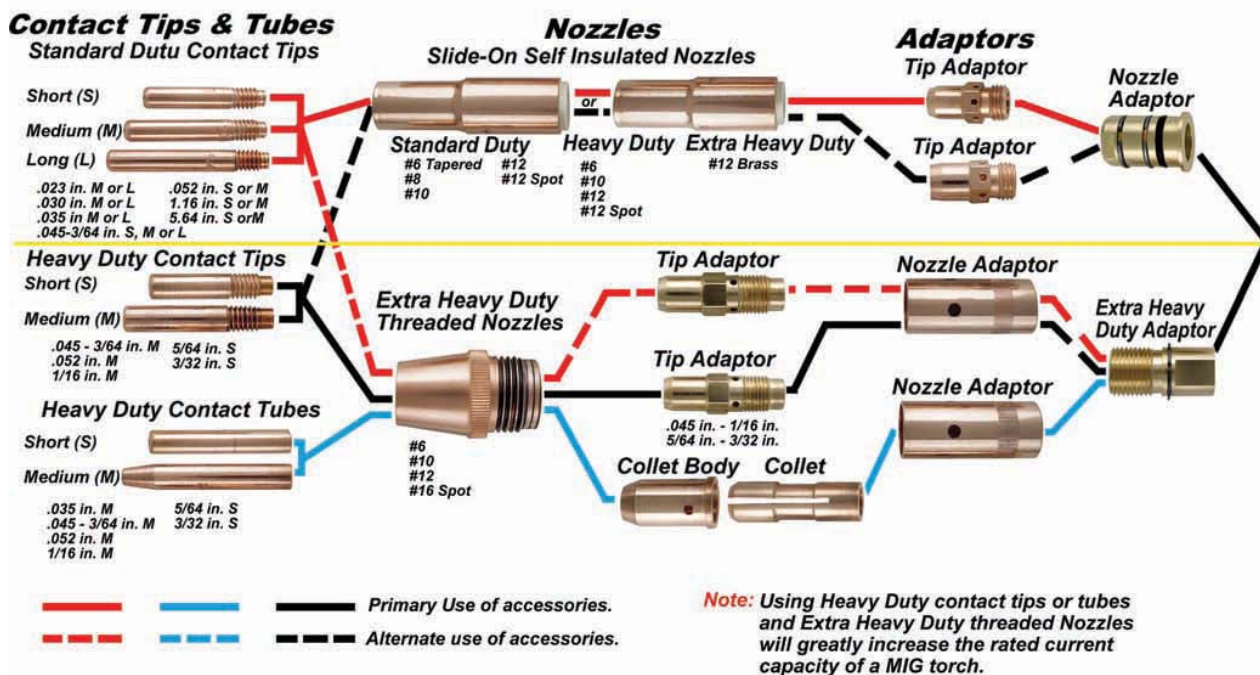 Contact Tips & Tubes
Standard Dutu Contact Tips
Short (S)
Medium (M)
Long (L)
.023 in. M or L
.030 in. M or L
.035 in M or L
.045-3/64 in. S, M or L
.052 in. S or M
1.16 in. S or M
5.64 in. S orM
Nozzles
Slide-On Self Insulated Nozzles
or
Standard Duty
#6 Tapered
#8
#10
#12
#12 Spot
Heavy Duty
#6
#10
#12
#12 Spot
Extra Heavy Duty
#12 Brass
Adaptors
Tip Adaptor
Tip Adaptor
Nozzle
Adaptor
Heavy Duty Contact Tips
Short (S)
Medium (M)
.045 - 3/64 in. M
.052 in. M
1/16 in. M
5/64 in. S
3/32 in. S
Heavy Duty Contact Tubes
Short (S)
Medium (M)
.035 in. M
.045 - 3/64 in. M
.052 in. M
1/16 in. M
5/64 in. S
3/32 in. S
Extra Heavy Duty
Threaded Nozzles
#6
#10
#12
#16 Spot
Tip Adaptor
Tip Adaptor
.045 in. - 1/16 in.
5/64 in. - 3/32 in.
Collet Body
Collet
Nozzle Adaptor
Nozzle Adaptor
Extra Heavy
Duty Adaptor
Primary Use of accessories.
Alternate use of accessories.
Note: Using Heavy Duty contact tips or tubes
and Extra Heavy Duty threaded Nozzles
will greatly increase the rated current
capacity of a MIG torch.